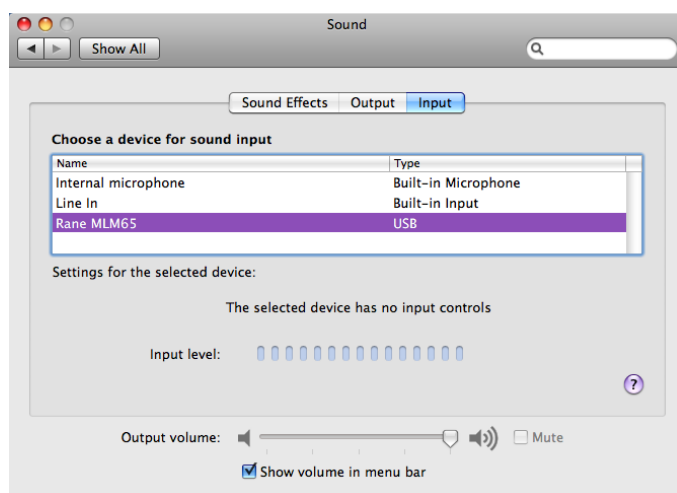 Sound
Show All
Sound Effects Output Input
Choose a device for sound input
Name Type
Internal microphone Built-in Microphone
Line In Built-in Input
Rane MLM65 USB
Settings for the selected device:
The selected device has no input controls
Input level:
?
Output volume: Mute
Show volume in menu bar